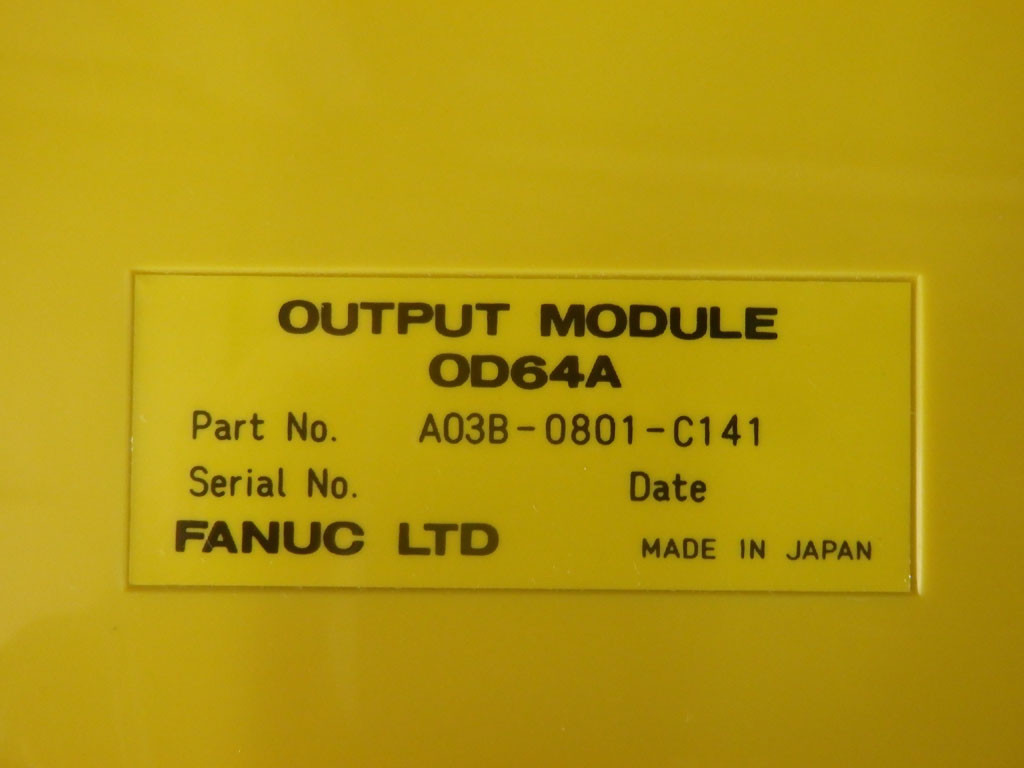 OUTPUT MODULE
OD64A
Part No. A03B-0801-C141
Serial No. Date
FANUC LTD MADE IN JAPAN